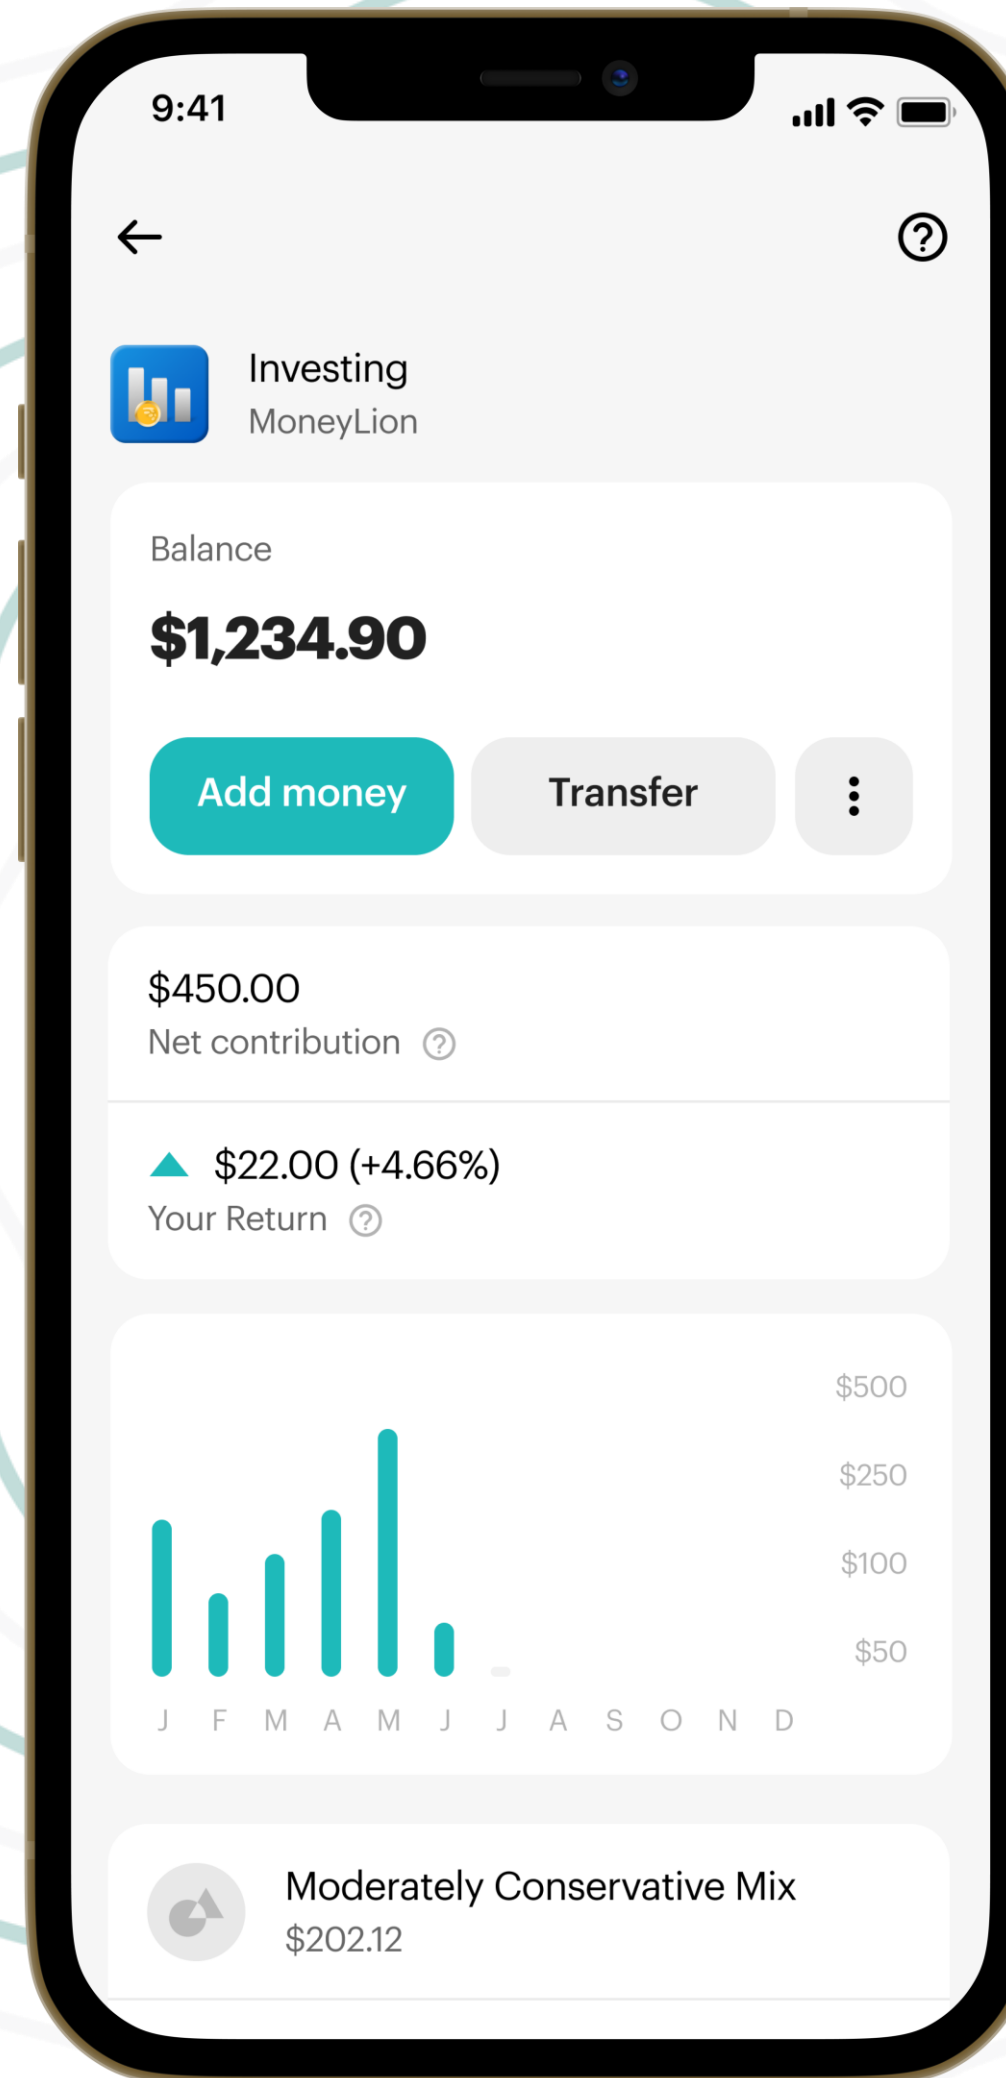 9:41
Investing
MoneyLion
Balance
$1,234.90
Add money
Transfer
$450.00
Net contribution ?
$22.00 (+4.66%)
Your Return ?
$500
$250
$100
$50
J F M A M J J A S O N D
Moderately Conservative Mix
$202.12